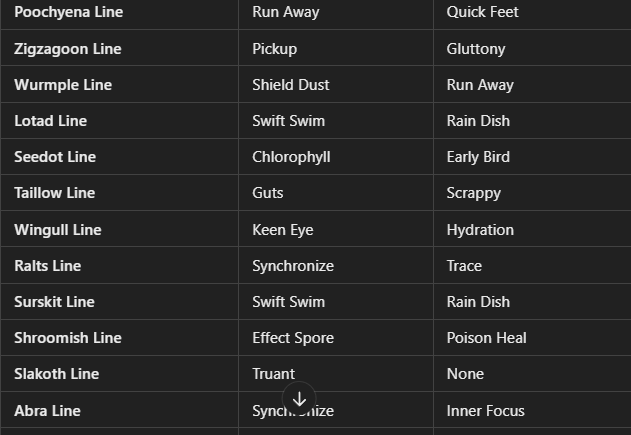 Poochyena Line Run Away Quick Feet
Zigzagoon Line Pickup Gluttony
Wurmple Line Shield Dust Run Away
Lotad Line Swift Swim Rain Dish
Seedot Line Chlorophyll Early Bird
Taillow Line Guts Scrappy
Wingull Line Keen Eye Hydration
Ralts Line Synchronize Trace
Surskit Line Swift Swim Rain Dish
Shroomish Line Effect Spore Poison Heal
Slakoth Line Truant None
Abra Line Synchronize Inner Focus